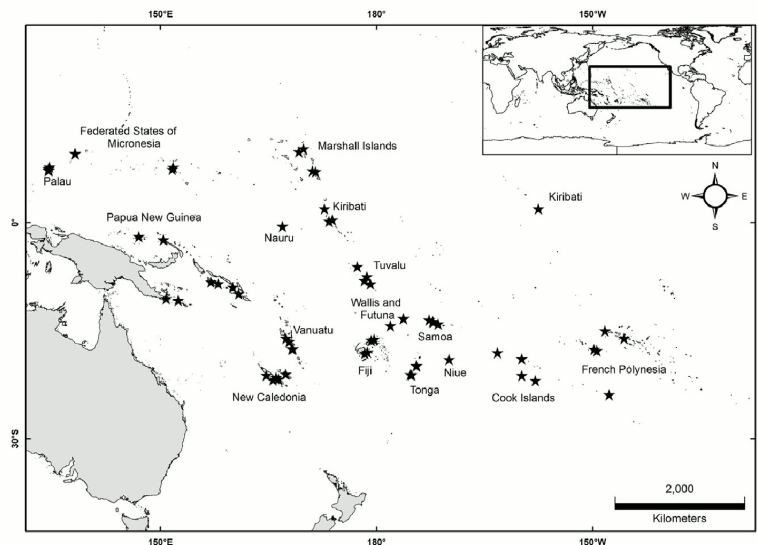 150°E
180°
150°W
Federated States of
Micronesia
Marshall Islands
Palau
N
W
E
S
Kiribati
Kiribati
0°
0°
Papua New Guinea
Nauru
Tuvalu
Wallis and
Futuna
Samoa
Vanuatu
Fiji
Niue
French Polynesia
Tonga
New Caledonia
Cook Islands
30°S
30°S
2,000
Kilometers
150°E
180°
150°W